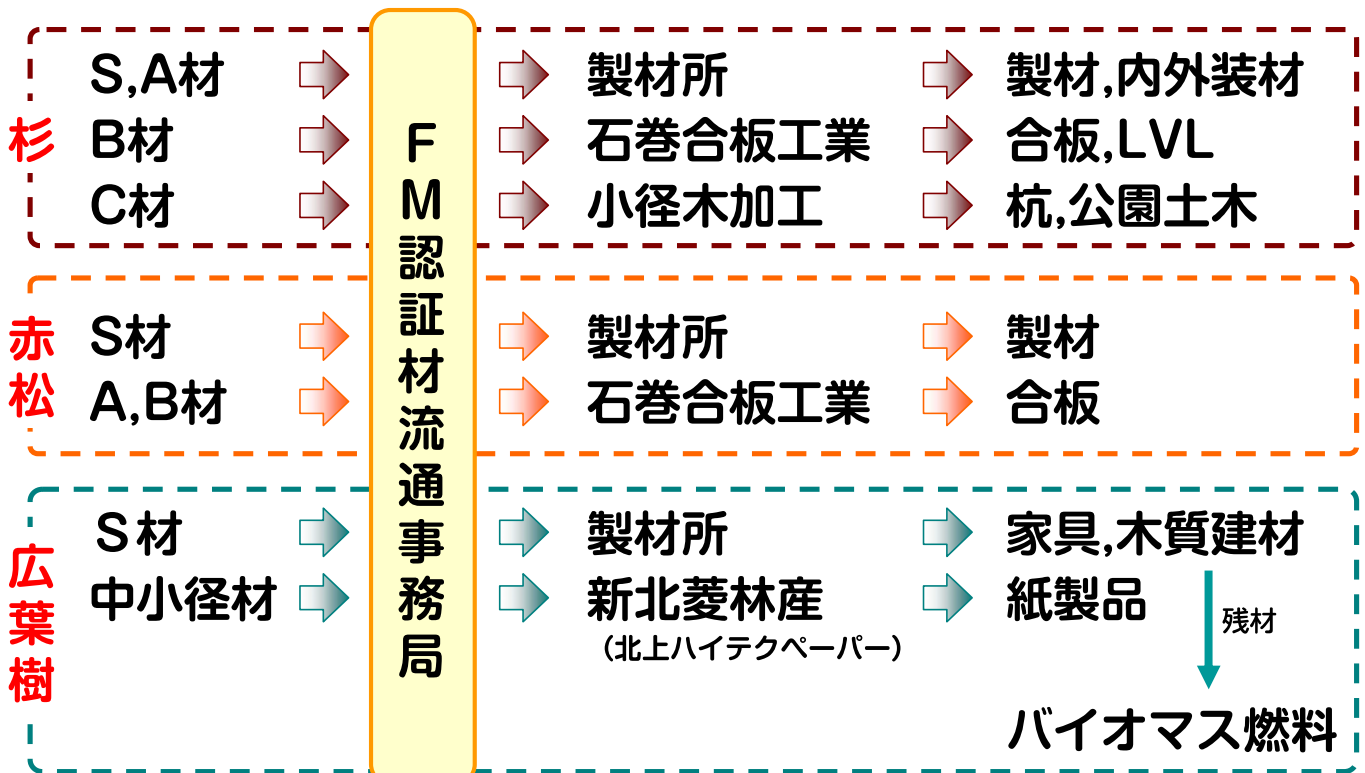 杉
S,A材
製材所
製材,内外装材
B材
石巻合板工業
合板,LVL
C材
小径木加工
杭,公園土木
FM認証材流通事務局
赤松
S材
製材所
製材
A,B材
石巻合板工業
合板
広葉樹
S材
製材所
家具,木質建材
中小径材
新北菱林産
(北上ハイテクペーパー)
紙製品
残材
バイオマス燃料